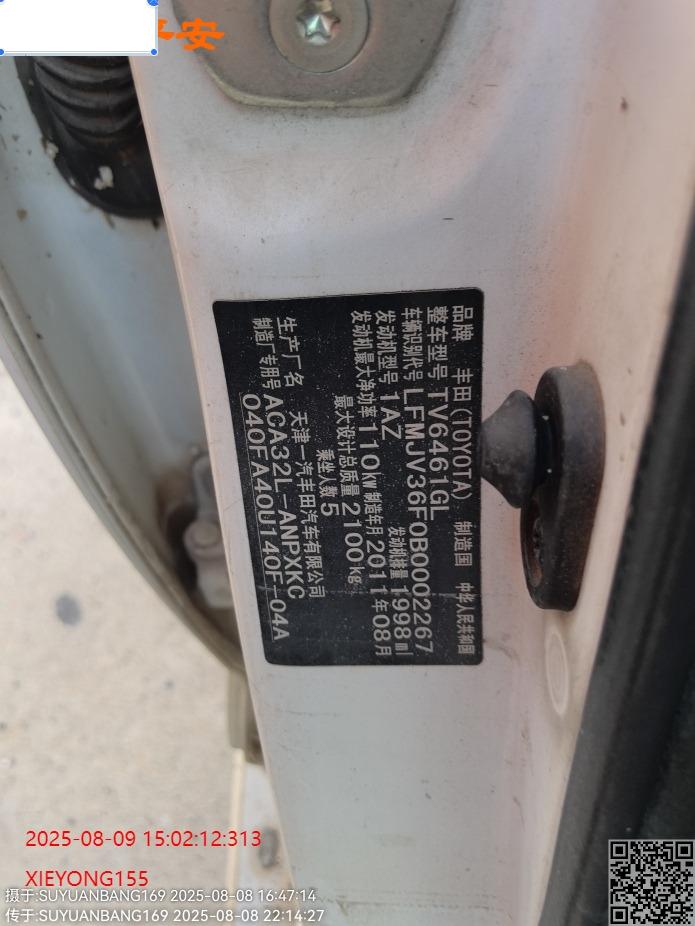 平安
品牌 丰田(TOYOTA) 制造国 中华人民共和国
整车型号 TV6461GL
车辆识别代号 LFMJV36F0B0002267
发动机型号 1AZ 发动机排量 1998ml
发动机最大净功率 110KW 制造年月 2011年08月
最大设计总质量 2100kg
乘坐人数 5
生产厂名 天津一汽丰田汽车有限公司
制造厂专用号 ACA32L-ANPXKC
040FA40U140F-04A
2025-08-09 15:02:12:313
XIEYONG155
摄于:SUYUANBANG169 2025-08-08 16:47:14
传于:SUYUANBANG169 2025-08-08 22:14:27